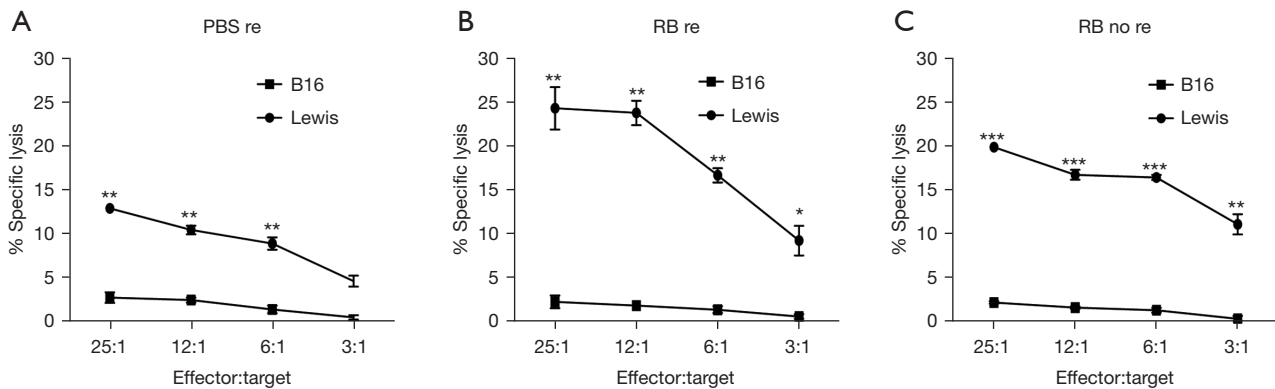 A
PBS re
30
25
20
15
10
5
0
% Specific lysis
B16
Lewis
**
**
**
25:1
12:1
6:1
3:1
Effector:target
B
RB re
30
25
20
15
10
5
0
% Specific lysis
B16
Lewis
**
**
**
*
25:1
12:1
6:1
3:1
Effector:target
C
RB no re
30
25
20
15
10
5
0
% Specific lysis
B16
Lewis
***
***
***
**
25:1
12:1
6:1
3:1
Effector:target